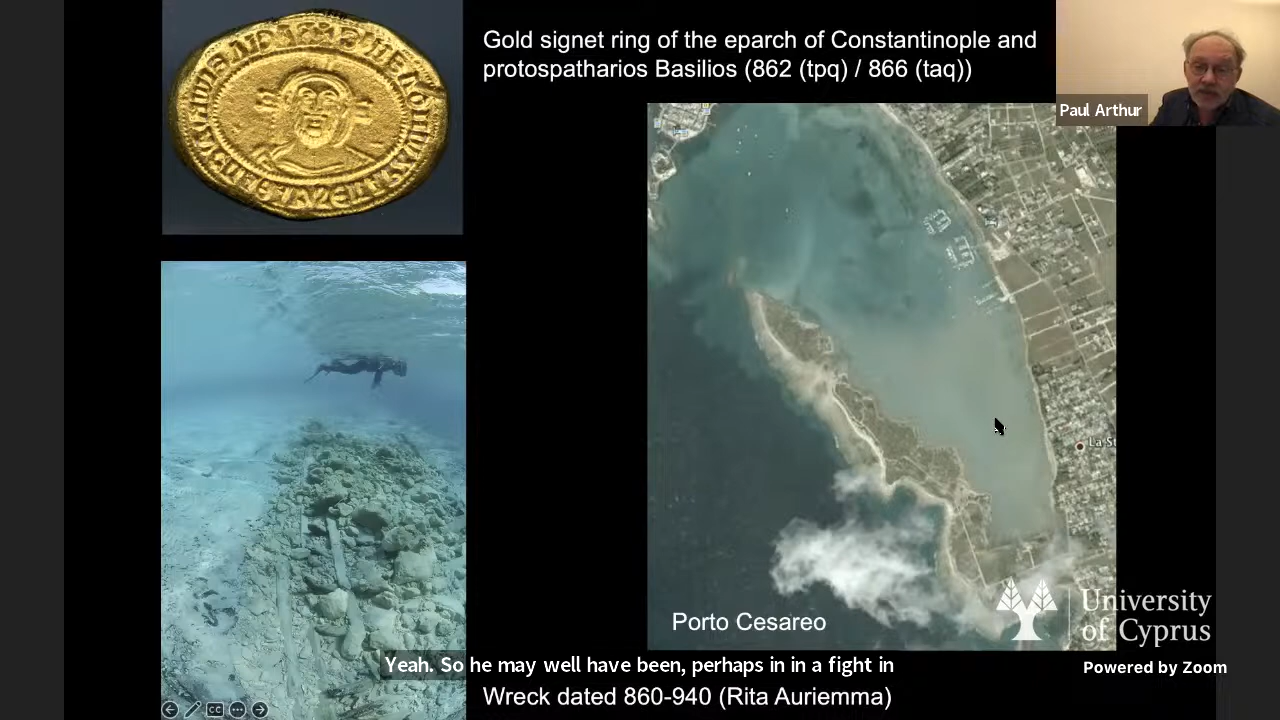 Gold signet ring of the eparch of Constantinople and
protospatharios Basilios (862 (tpq) / 866 (taq))
Paul Arthur
Porto Cesareo
University
of Cyprus
Yeah. So he may well have been, perhaps in in a fight in
Powered by Zoom
Wreck dated 860-940 (Rita Auriemma)
CC